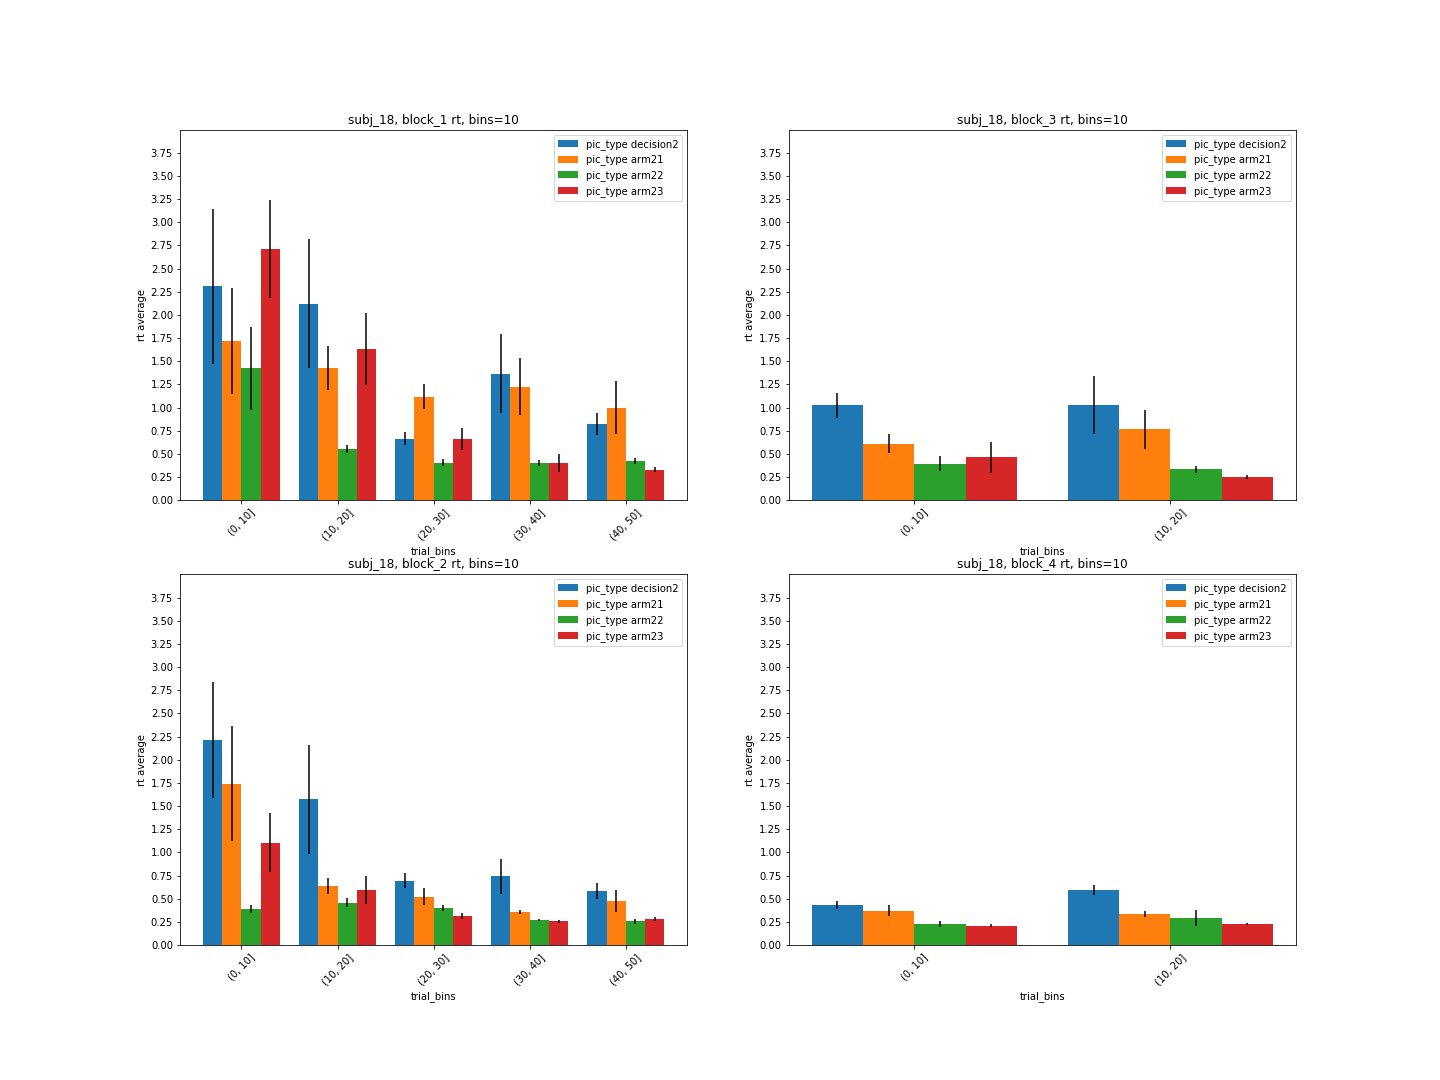 subj_18, block_1 rt, bins=10
pic_type decision2
pic_type arm21
pic_type arm22
pic_type arm23
3.75
3.50
3.25
3.00
2.75
2.50
2.25
2.00
1.75
1.50
1.25
1.00
0.75
0.50
0.25
0.00
rt average
(0, 10]
(10, 20]
(20, 30]
(30, 40]
(40, 50]
trial_bins
subj_18, block_3 rt, bins=10
pic_type decision2
pic_type arm21
pic_type arm22
pic_type arm23
3.75
3.50
3.25
3.00
2.75
2.50
2.25
2.00
1.75
1.50
1.25
1.00
0.75
0.50
0.25
0.00
rt average
(0, 10]
(10, 20]
trial_bins
subj_18, block_2 rt, bins=10
pic_type decision2
pic_type arm21
pic_type arm22
pic_type arm23
3.75
3.50
3.25
3.00
2.75
2.50
2.25
2.00
1.75
1.50
1.25
1.00
0.75
0.50
0.25
0.00
rt average
(0, 10]
(10, 20]
(20, 30]
(30, 40]
(40, 50]
trial_bins
subj_18, block_4 rt, bins=10
pic_type decision2
pic_type arm21
pic_type arm22
pic_type arm23
3.75
3.50
3.25
3.00
2.75
2.50
2.25
2.00
1.75
1.50
1.25
1.00
0.75
0.50
0.25
0.00
rt average
(0, 10]
(10, 20]
trial_bins